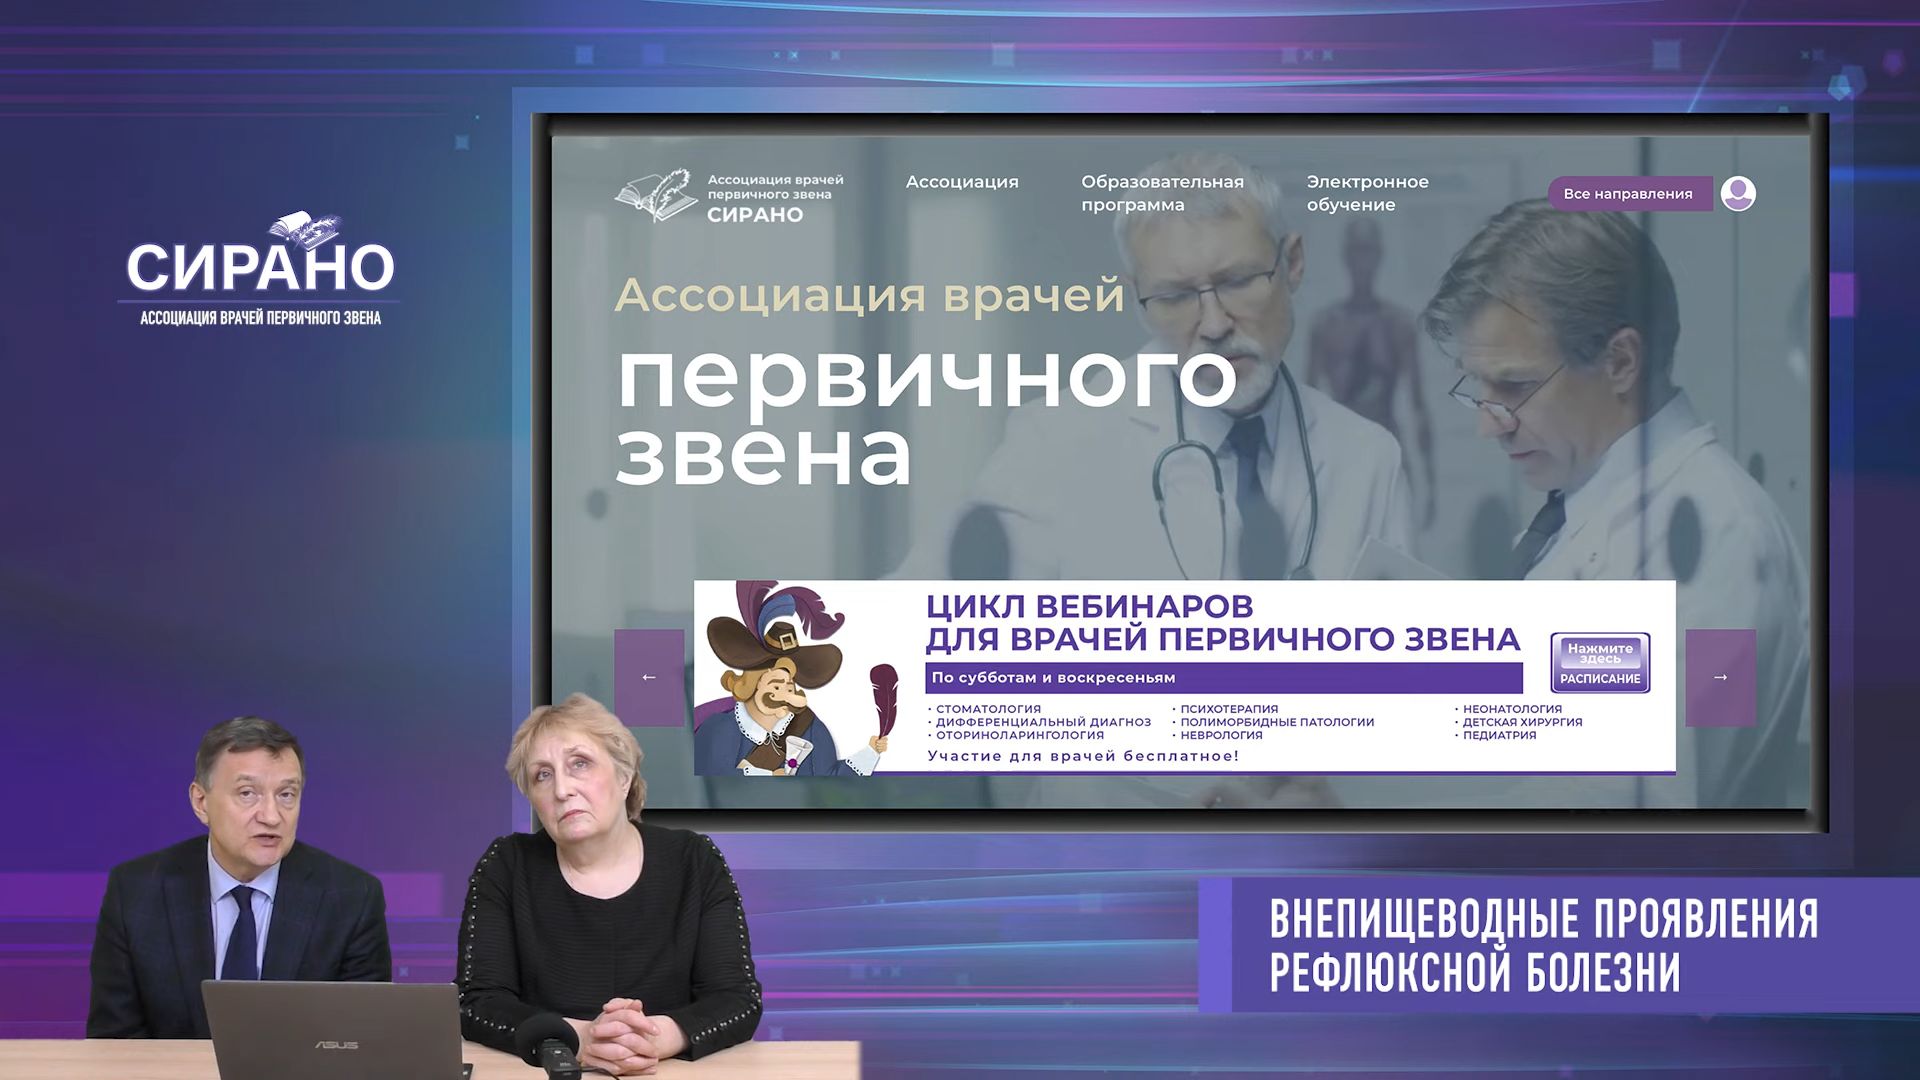 СИРАНО
АССОЦИАЦИЯ ВРАЧЕЙ ПЕРВИЧНОГО ЗВЕНА
Ассоциация врачей
первичного звена
СИРАНО
Ассоциация
Образовательная
программа
Электронное
обучение
Все направления
Ассоциация врачей
первичного
звена
ЦИКЛ ВЕБИНАРОВ
ДЛЯ ВРАЧЕЙ ПЕРВИЧНОГО ЗВЕНА
По субботам и воскресеньям
Нажмите
здесь
РАСПИСАНИЕ
←
→
• СТОМАТОЛОГИЯ
• ДИФФЕРЕНЦИАЛЬНЫЙ ДИАГНОЗ
• ОТОРИНОЛАРИНГОЛОГИЯ
• ПСИХОТЕРАПИЯ
• ПОЛИМОРБИДНЫЕ ПАТОЛОГИИ
• НЕВРОЛОГИЯ
• НЕОНАТОЛОГИЯ
• ДЕТСКАЯ ХИРУРГИЯ
• ПЕДИАТРИЯ
Участие для врачей бесплатное!
ВНЕПИЩЕВОДНЫЕ ПРОЯВЛЕНИЯ
РЕФЛЮКСНОЙ БОЛЕЗНИ
ASUS